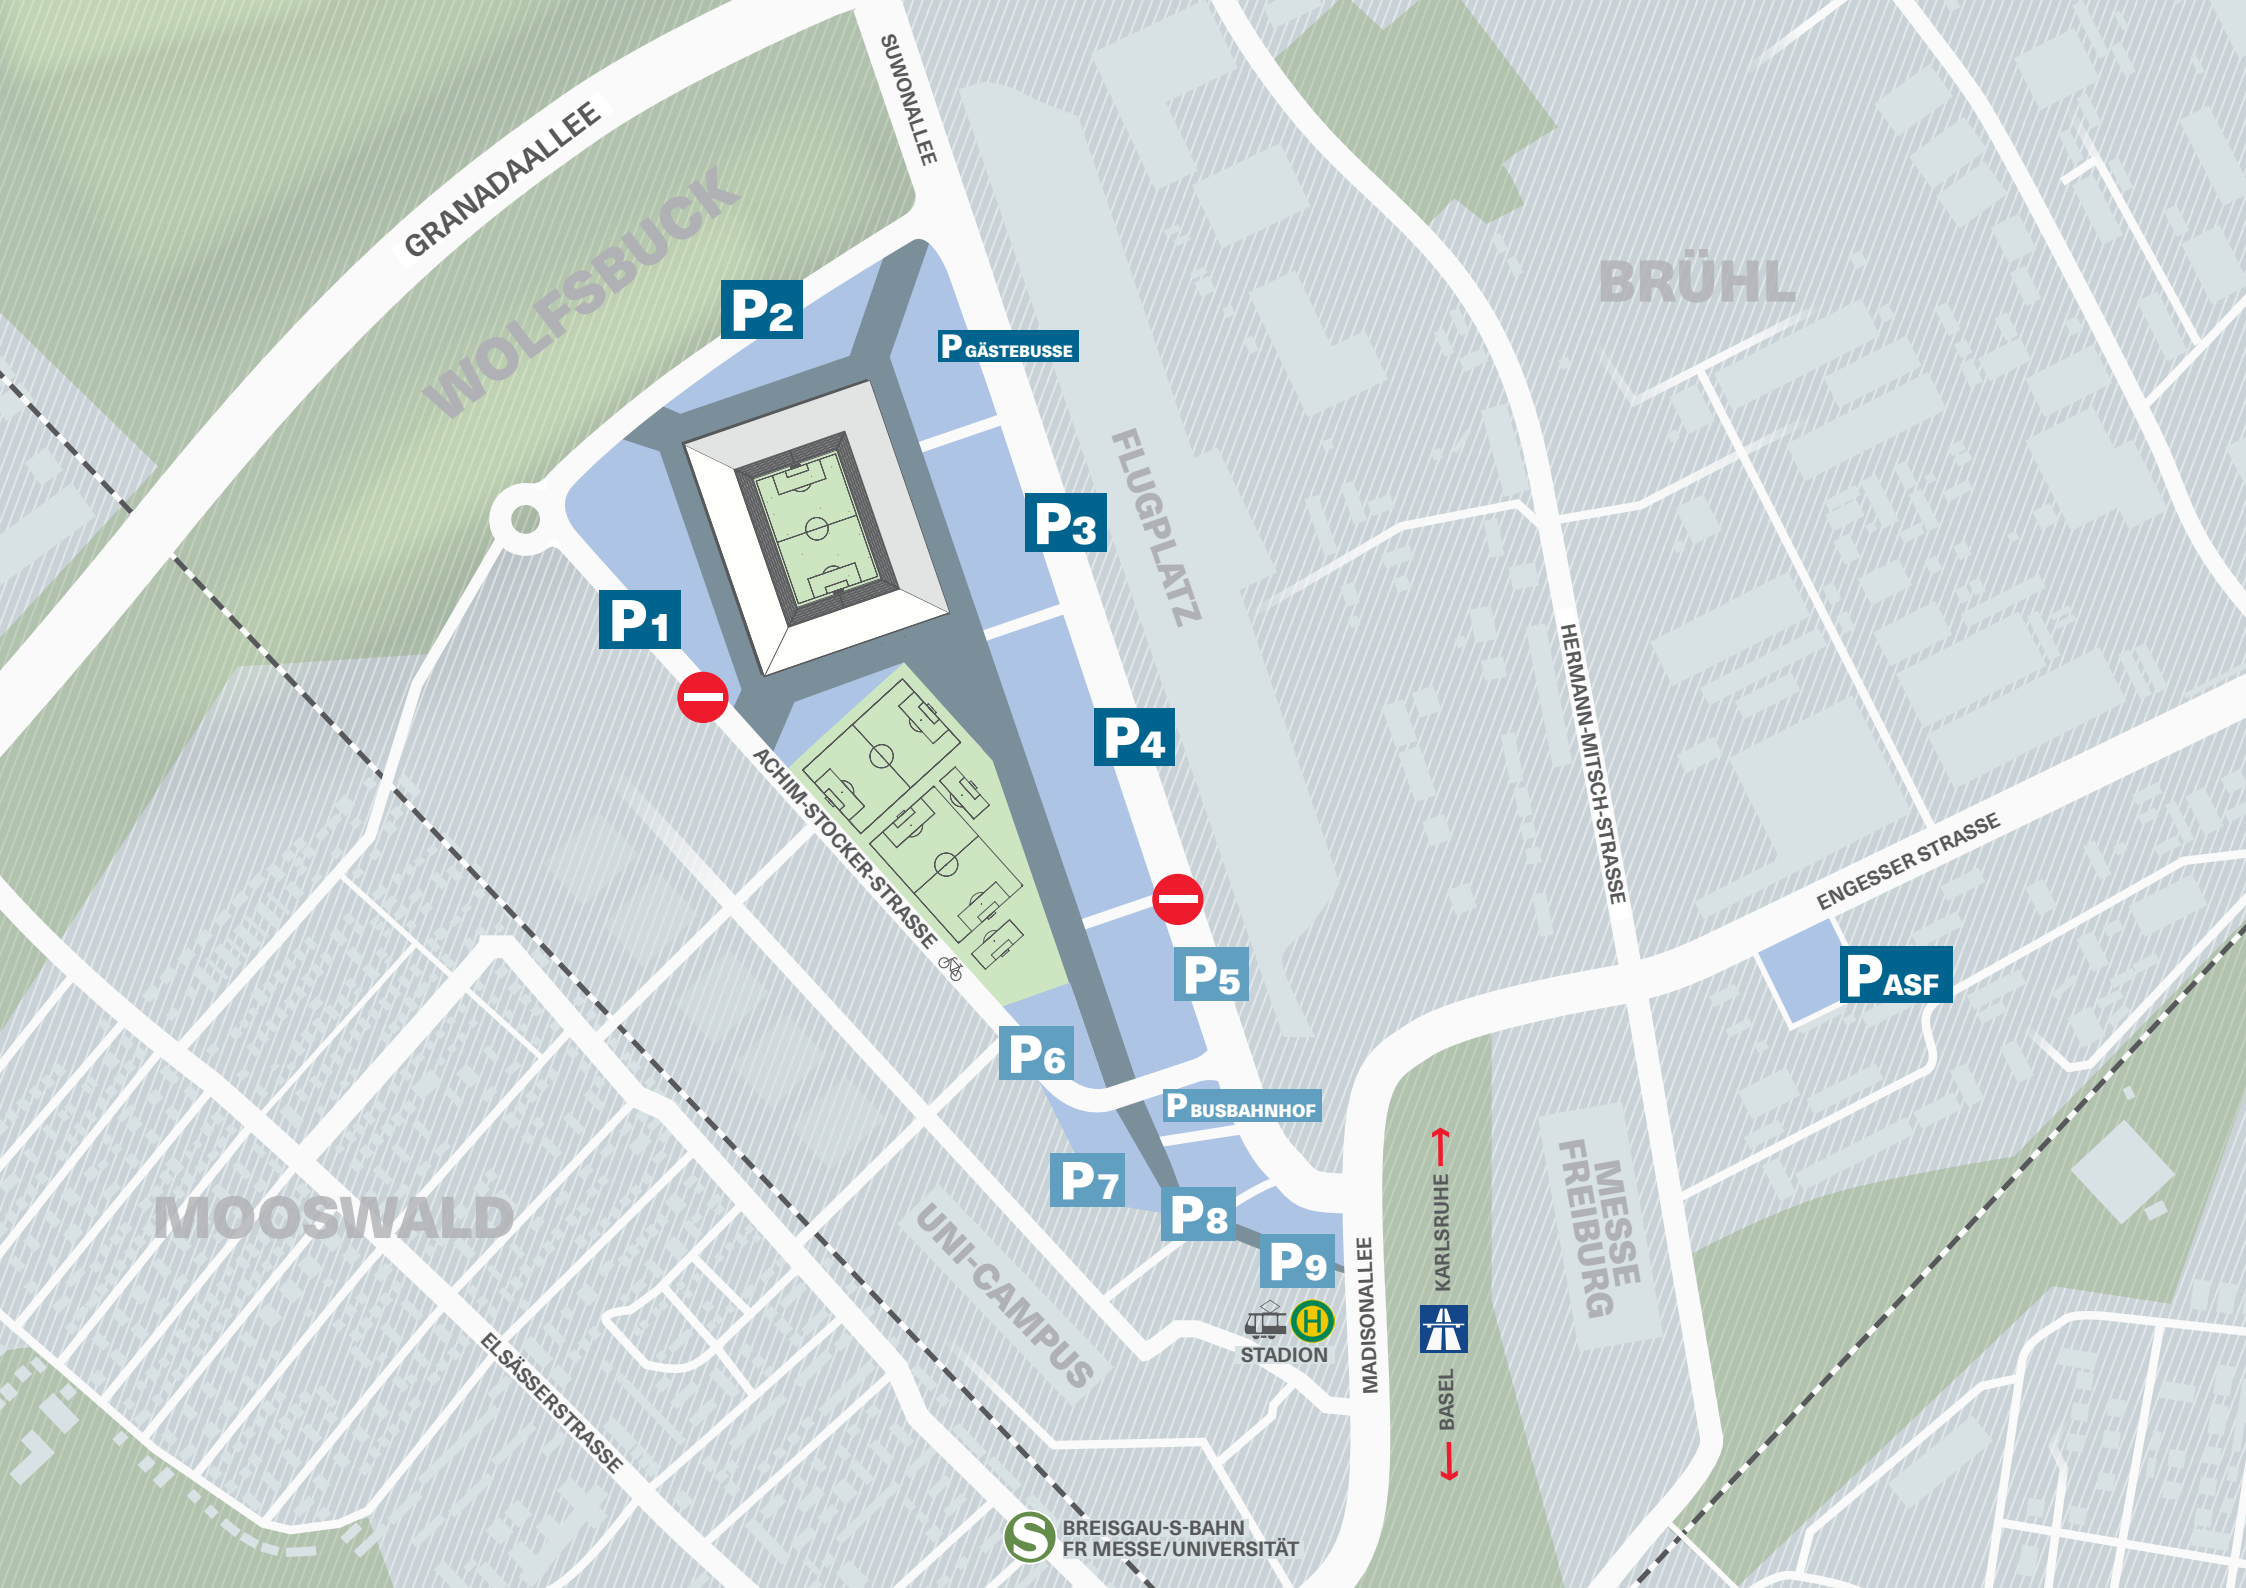 SUWONALLEE
GRANADAALLEE
WOLFSBUCK
BRÜHL
P2
P GÄSTEBUSSE
FLUGPLATZ
P3
P1
HERMANN-MITSCH-STRASSE
P4
ACHIM-STOCKER-STRASSE
ENGESSER STRASSE
P5
PASF
P6
P BUSBAHNHOF
P7
P8
MOOSWALD
UNI-CAMPUS
P9
MESSE
FREIBURG
KARLSRUHE
MADISONALLEE
H
STADION
BASEL
ELSÄSSERSTRASSE
S
BREISGAU-S-BAHN
FR MESSE/UNIVERSITÄT